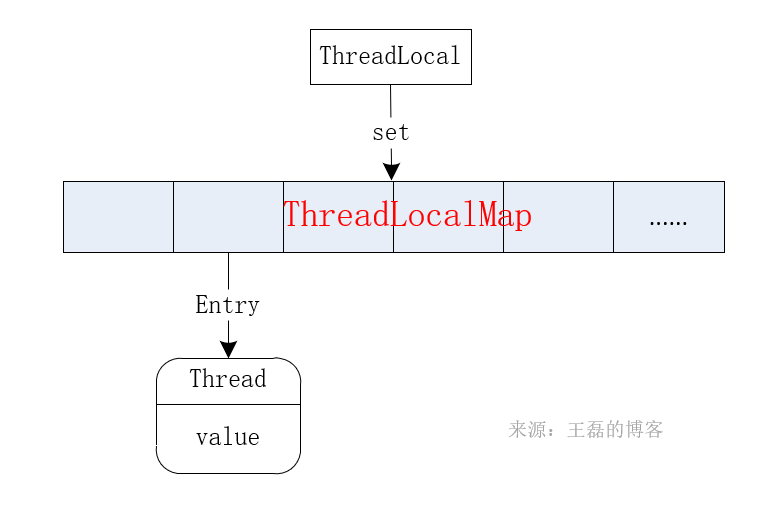 ThreadLocal
set
ThreadLocalMap
......
Entry
Thread
value
来源：王磊的博客